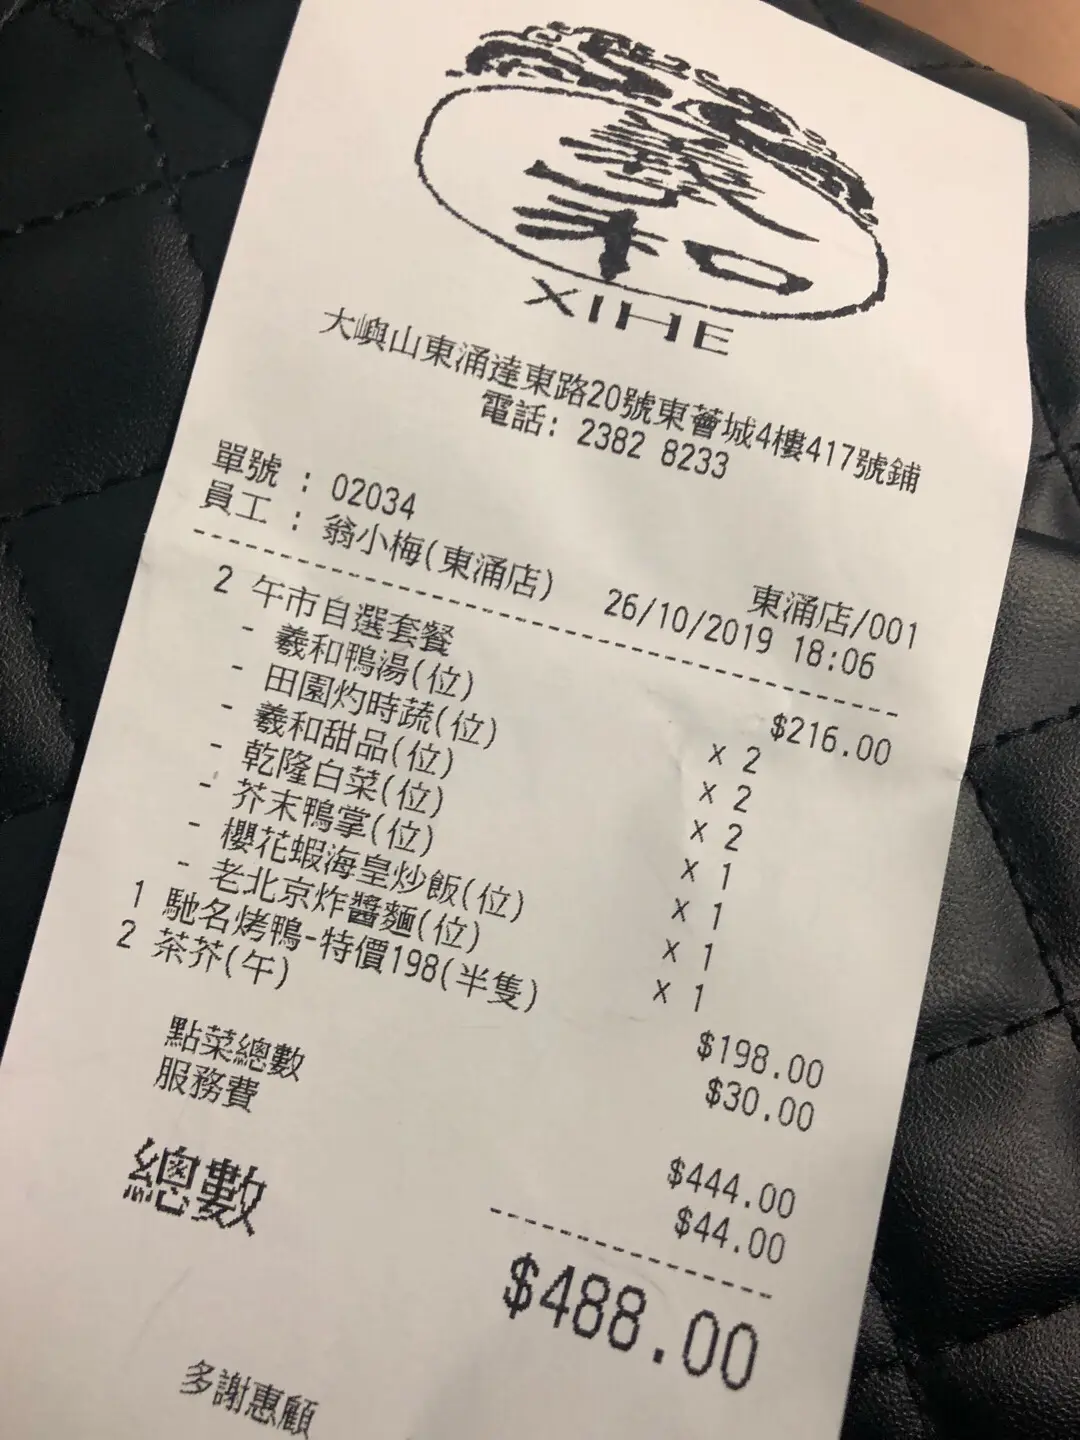 羲和
XIHE
大嶼山東涌達東路20號東薈城4樓417號鋪
電話: 2382 8233
單號 : 02034
東涌店/001
員工 : 翁小梅(東涌店) 26/10/2019 18:06
2 午市自選套餐 $216.00
- 羲和鴨湯(位) x 2
- 田園灼時蔬(位) x 2
- 羲和甜品(位) x 2
- 乾隆白菜(位) x 1
- 芥末鴨掌(位) x 1
- 櫻花蝦海皇炒飯(位) x 1
- 老北京炸醬麵(位) x 1
1 馳名烤鴨-特價198(半隻) $198.00
2 茶芥(午) $30.00
點菜總數 $444.00
服務費 $44.00
總數 $488.00
多謝惠顧